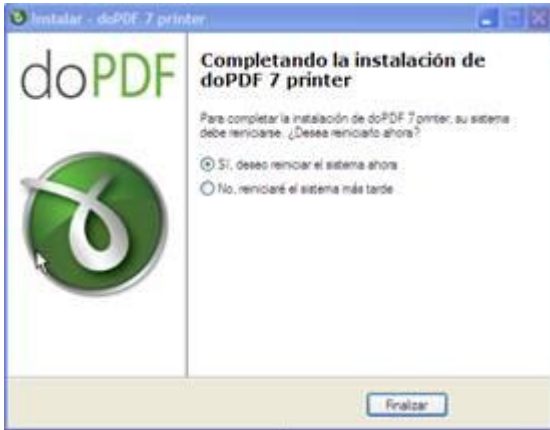 Instalar - doPDF 7 printer
doPDF
Completando la instalación de
doPDF 7 printer
Para completar la instalación de doPDF 7 printer, su sistema
debe reiniciarse. ¿Desea reiniciarlo ahora?
Sí, deseo reiniciar el sistema ahora
No, reiniciaré el sistema más tarde
Finalizar